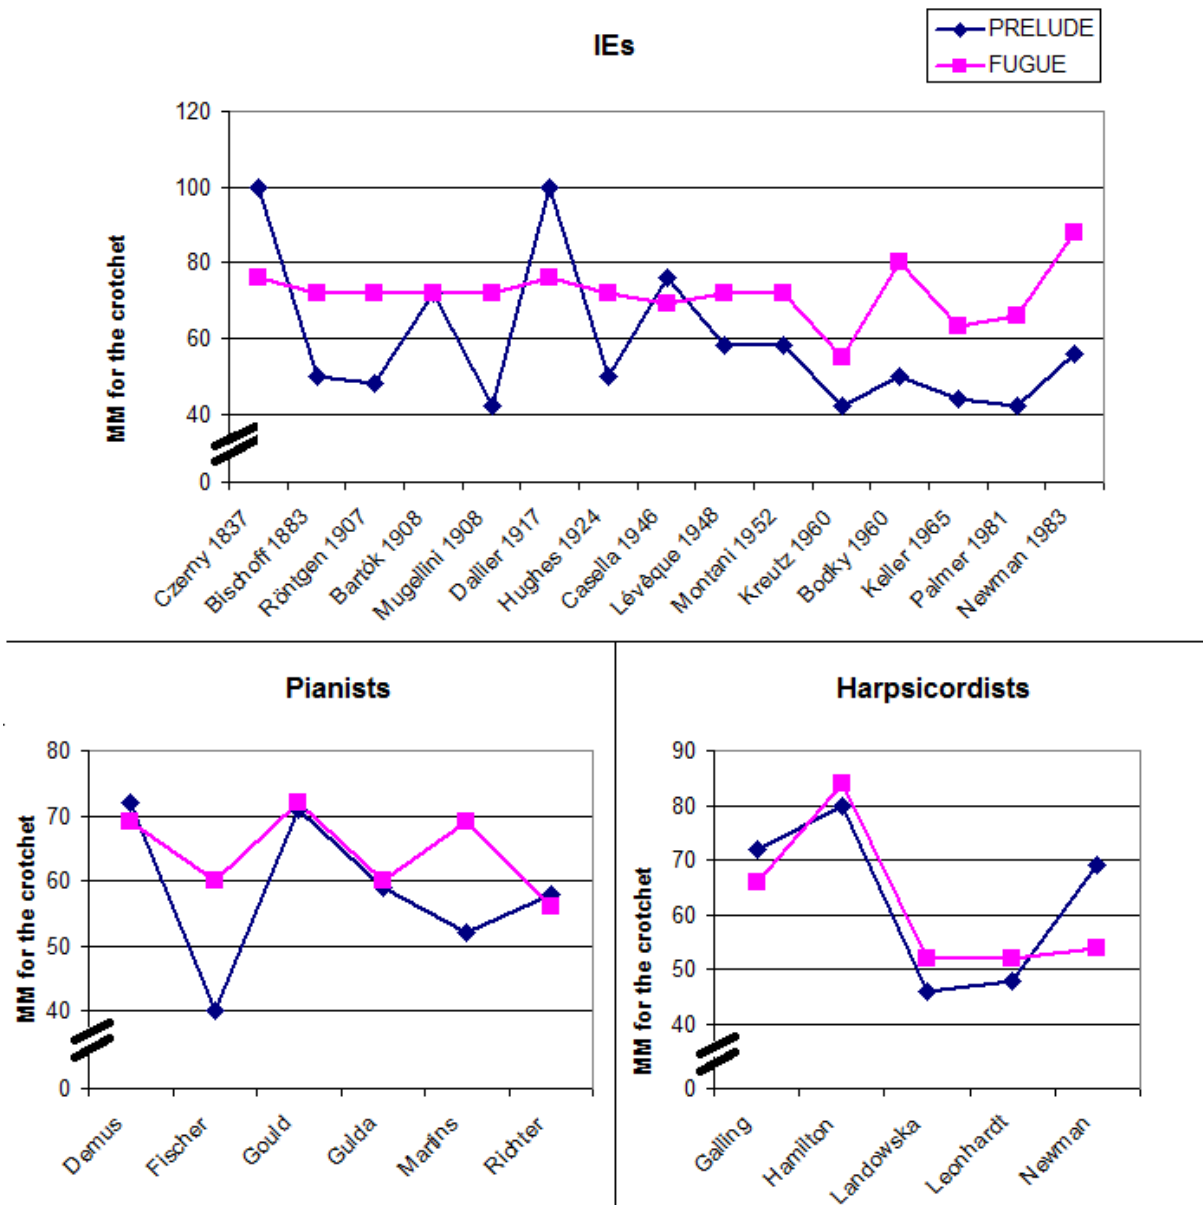 IEs
PRELUDE
FUGUE
MM for the crotchet
120
100
80
60
40
0
Czerny 1837
Bischoff 1883
Röntgen 1907
Bartók 1908
Mugellini 1908
Dallier 1917
Hughes 1924
Casella 1946
Lévêque 1948
Montani 1952
Kreutz 1960
Bodky 1960
Keller 1965
Palmer 1981
Newman 1983
Pianists
MM for the crotchet
80
70
60
50
40
0
Demus
Fischer
Gould
Gulda
Martins
Richter
Harpsicordists
MM for the crotchet
90
80
70
60
50
40
0
Galling
Hamilton
Landowska
Leonhardt
Newman